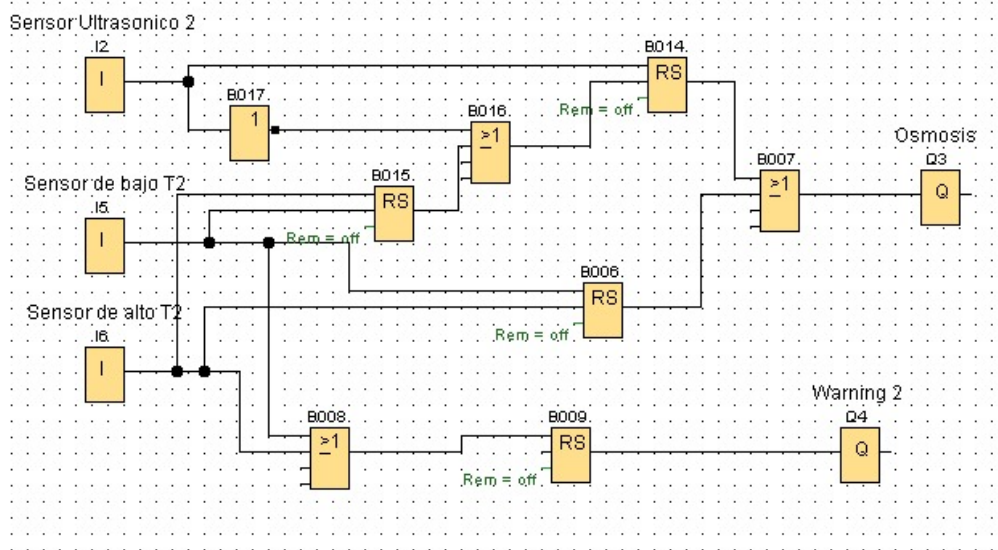 Sensor Ultrasonico 2
I2
I
B017
1
B016
≥1
B014
RS
Rem = off
Osmosis
B007
≥1
Q3
Q
Sensor de bajo T2
I5
I
B015
RS
Rem = off
B006
RS
Rem = off
Sensor de alto T2
I6
I
Warning 2
B008
≥1
B009
RS
Rem = off
Q4
Q